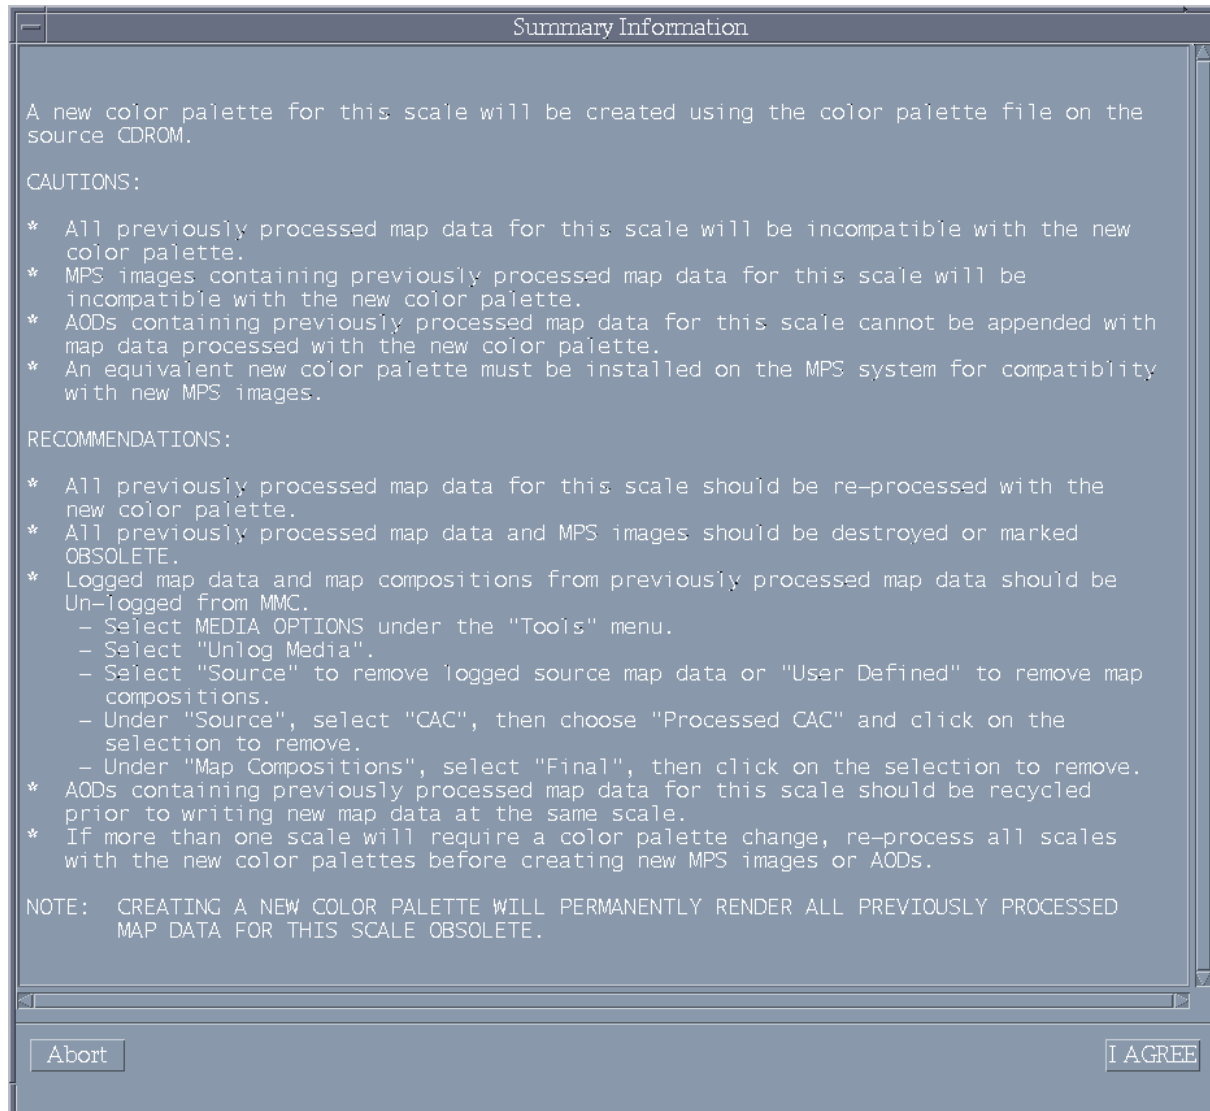 Summary Information
A new color palette for this scale will be created using the color palette file on the
source CDROM.
CAUTIONS:
* All previously processed map data for this scale will be incompatible with the new
color palette.
* MPS images containing previously processed map data for this scale will be
incompatible with the new color palette.
* AODs containing previously processed map data for this scale cannot be appended with
map data processed with the new color palette.
* An equivalent new color palette must be installed on the MPS system for compatiblity
with new MPS images.
RECOMMENDATIONS:
* All previously processed map data for this scale should be re-processed with the
new color palette.
* All previously processed map data and MPS images should be destroyed or marked
OBSOLETE.
* Logged map data and map compositions from previously processed map data should be
Un-logged from MMC.
- Select MEDIA OPTIONS under the "Tools" menu.
- Select "Unlog Media".
- Select "Source" to remove logged source map data or "User Defined" to remove map
compositions.
- Under "Source", select "CAC", then choose "Processed CAC" and click on the
selection to remove.
- Under "Map Compositions", select "Final", then click on the selection to remove.
* AODs containing previously processed map data for this scale should be recycled
prior to writing new map data at the same scale.
* If more than one scale will require a color palette change, re-process all scales
with the new color palettes before creating new MPS images or AODs.
NOTE: CREATING A NEW COLOR PALETTE WILL PERMANENTLY RENDER ALL PREVIOUSLY PROCESSED
MAP DATA FOR THIS SCALE OBSOLETE.
Abort
I AGREE